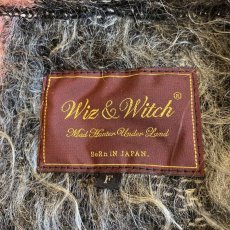 Wiz & Witch®
Mad Hunter Under Land
BoRn iN JAPAN.
F